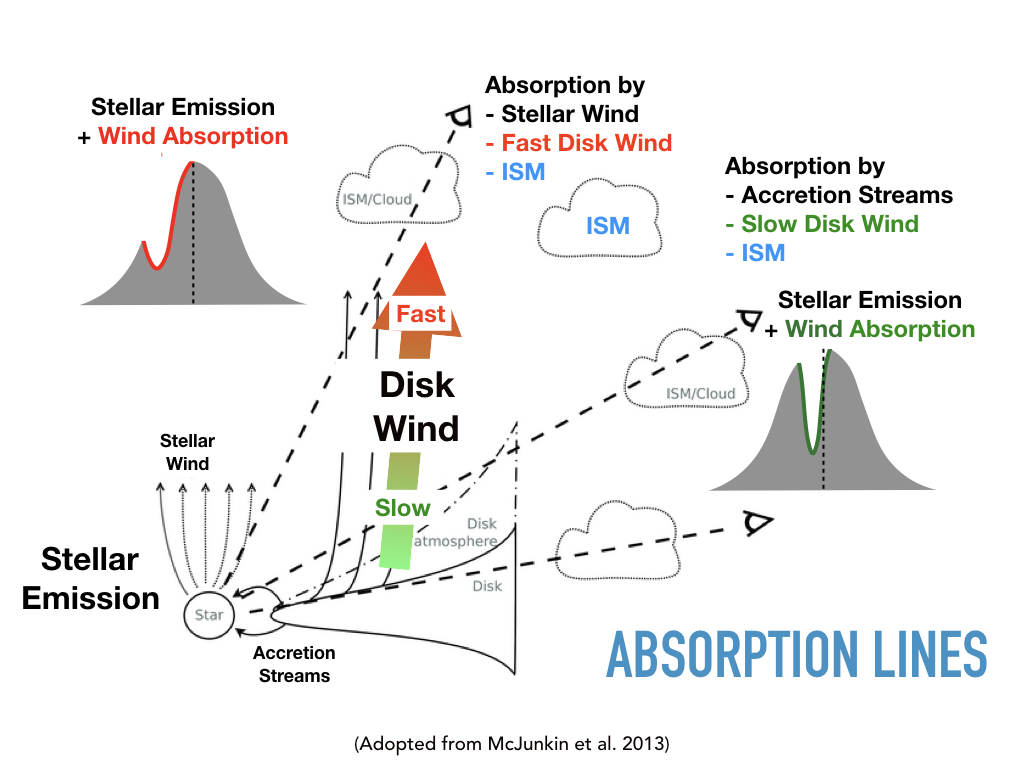 Absorption by
- Stellar Wind
- Fast Disk Wind
- ISM
Stellar Emission
+ Wind Absorption
ISM/Cloud
ISM
Absorption by
- Accretion Streams
- Slow Disk Wind
- ISM
Stellar Emission
+ Wind Absorption
Fast
Disk
Wind
ISM/Cloud
Stellar
Wind
Slow
Disk
atmosphere
Disk
Stellar
Emission
Star
Accretion
Streams
ABSORPTION LINES
(Adopted from McJunkin et al. 2013)